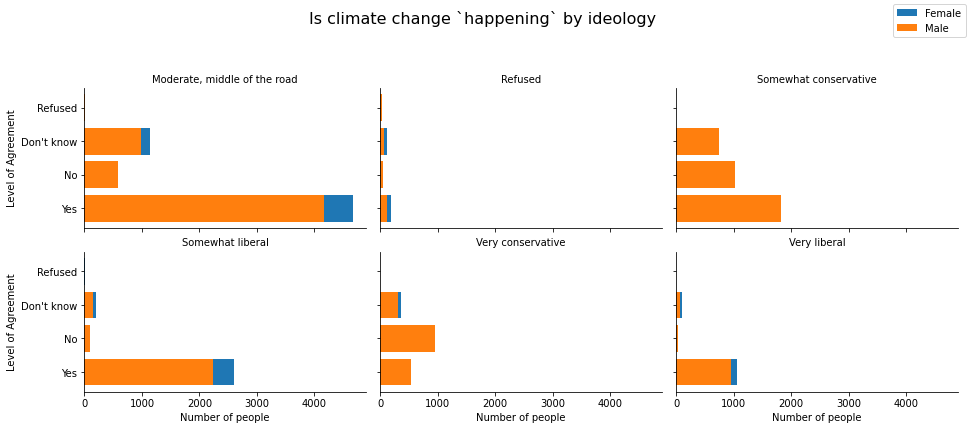 Is climate change `happening` by ideology
Female
Male
Moderate, middle of the road
Refused
Somewhat conservative
Level of Agreement
Refused
Don't know
No
Yes
Somewhat liberal
Very conservative
Very liberal
Level of Agreement
Refused
Don't know
No
Yes
0 1000 2000 3000 4000
0 1000 2000 3000 4000
0 1000 2000 3000 4000
Number of people
Number of people
Number of people